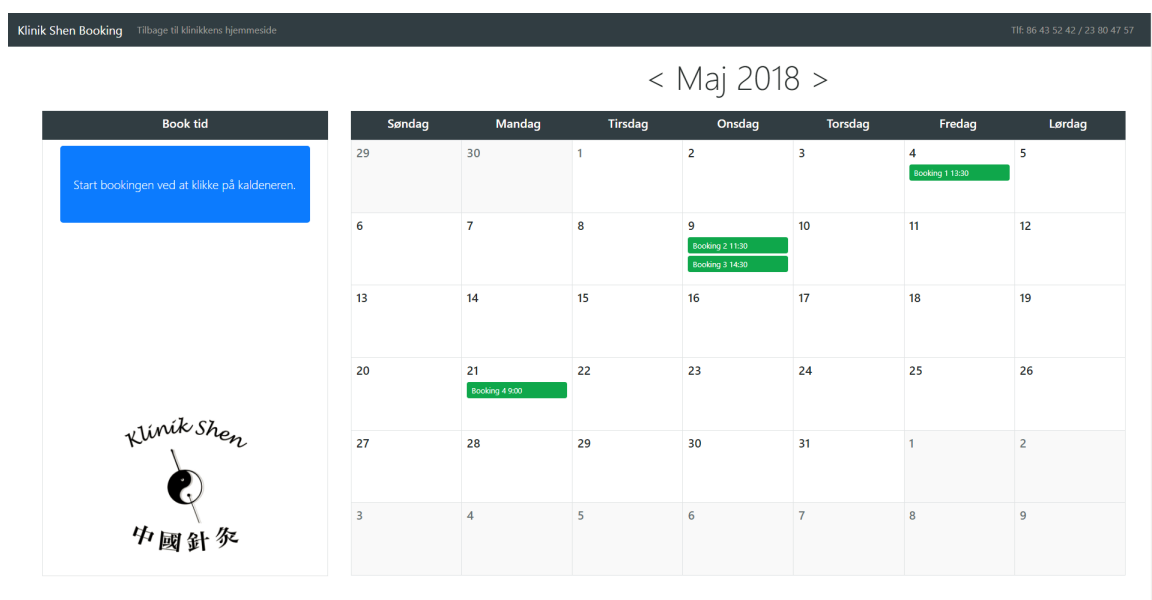 Klinik Shen Booking Tilbage til klinikkens hjemmeside Tlf: 86 43 52 42 / 23 80 47 57
< Maj 2018 >
Book tid
Start bookingen ved at klikke på kaldeneren.
Klinik Shen
中國針灸
Søndag Mandag Tirsdag Onsdag Torsdag Fredag Lørdag
29 30 1 2 3 4 5
Booking 1 13:30
6 7 8 9 10 11 12
Booking 2 11:30
Booking 3 14:30
13 14 15 16 17 18 19
20 21 22 23 24 25 26
Booking 4 9:00
27 28 29 30 31 1 2
3 4 5 6 7 8 9